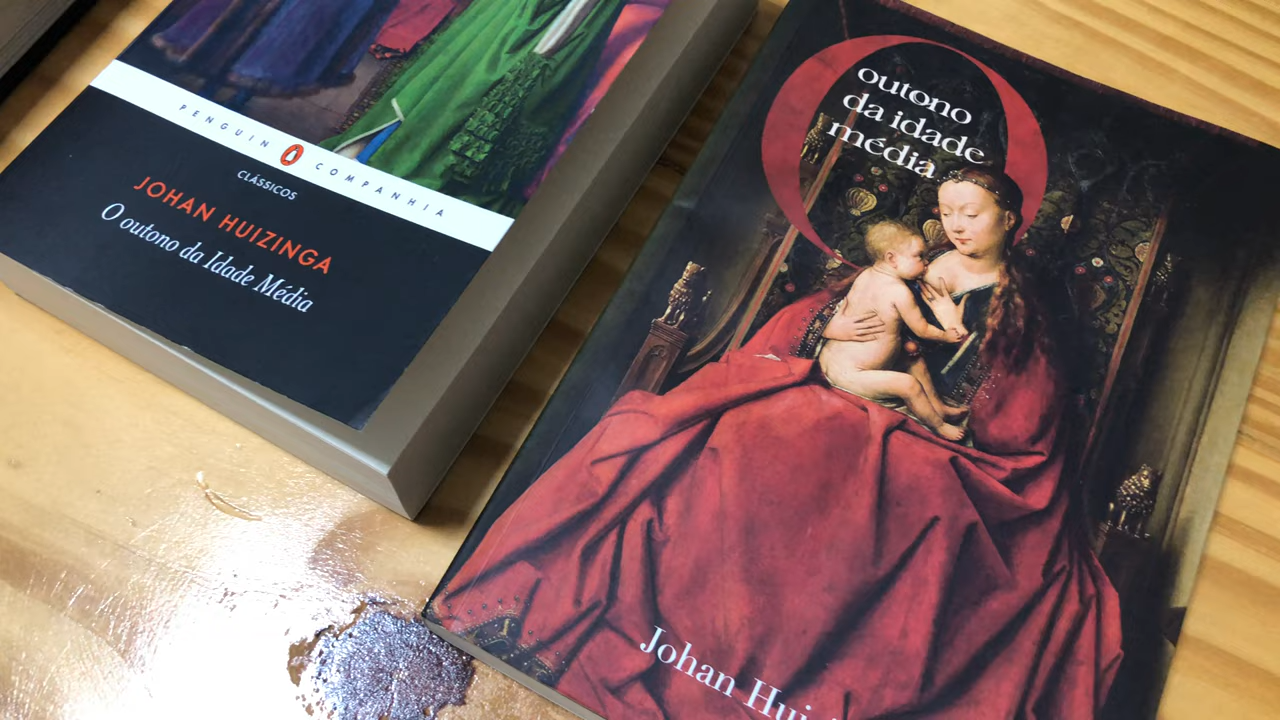 PENGUIN COMPANHIA
CLÁSSICOS
JOHAN HUIZINGA
O outono da Idade Média
O
outono
da idade
média
Johan